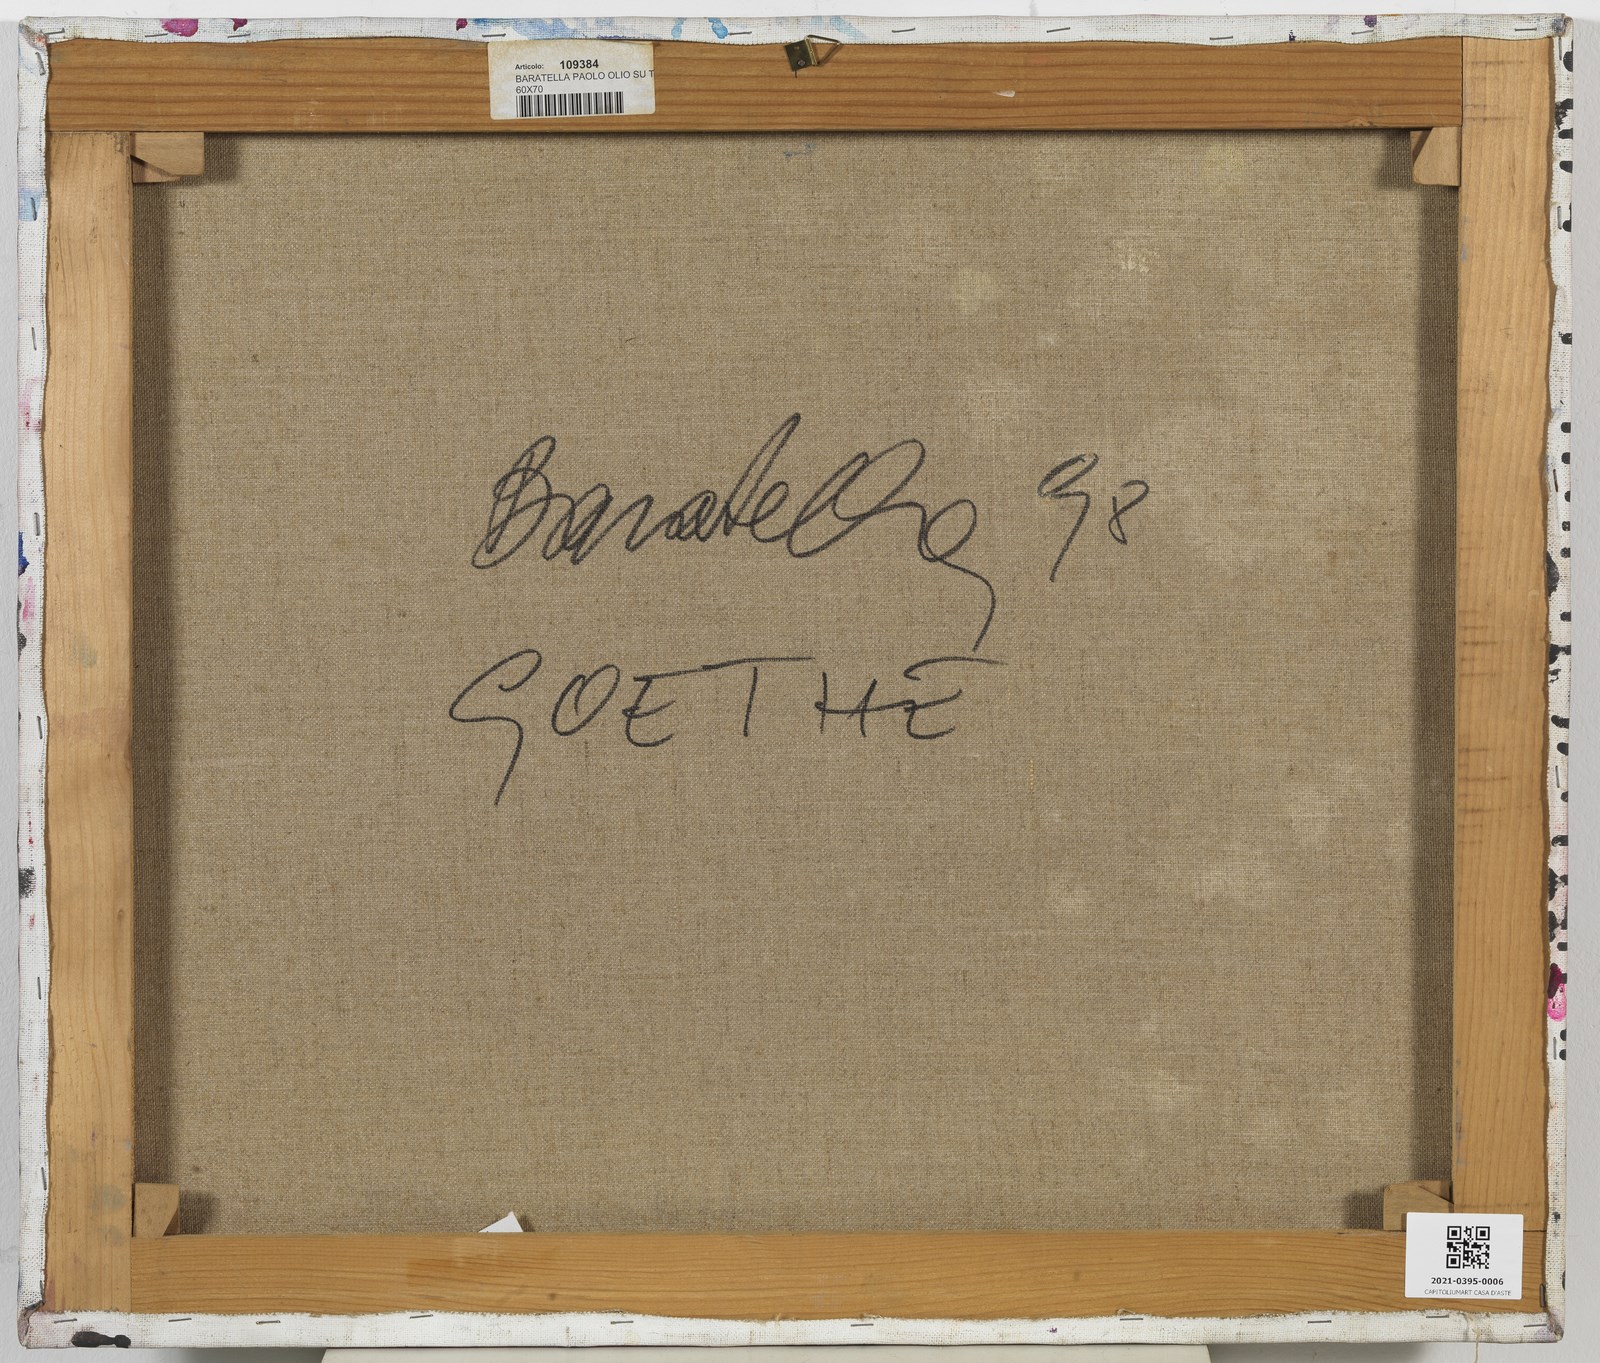 Articolo: 109384
BARATELLA PAOLO OLIO SU T
60X70
Baratella 98
GOETHE
2021-0395-0006
CAPITOLIUMART CASA D'ASTE